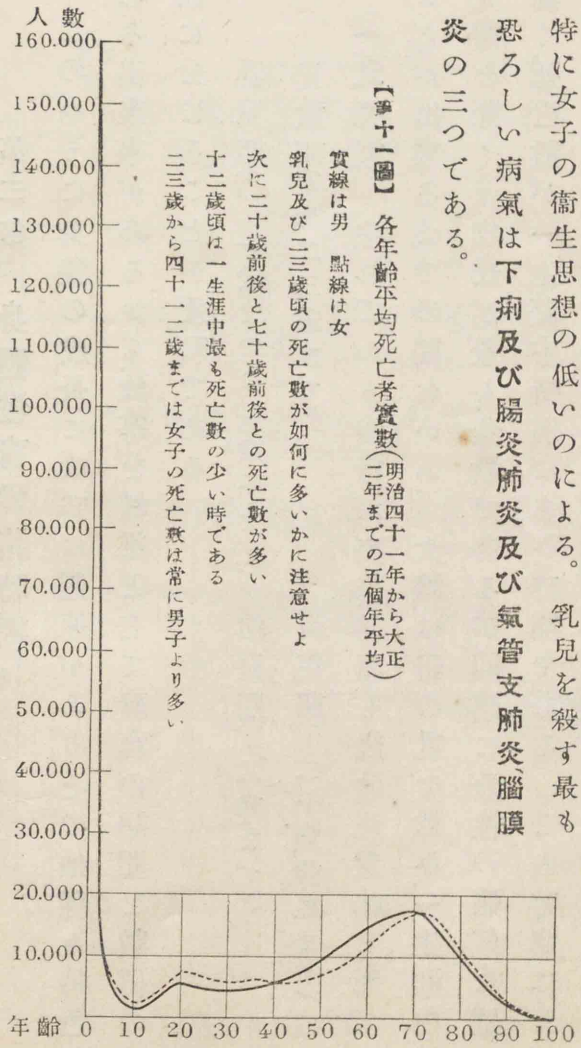 特に女子の衞生思想の低いのによる。　乳兒を殺す最も
恐ろしい病氣は下痢及び腸炎、肺炎及び氣管支肺炎、腦膜
炎の三つである。
【第十一圖】　各年齡平均死亡者實數(明治四十一年から大正
二年までの五個年平均)
實線は男　點線は女
乳兒及び二三歳頃の死亡數が如何に多いかに注意せよ
次に二十歳前後と七十歳前後との死亡數が多い
十二歳頃は一生涯中最も死亡數の少い時である
二三歳から四十一二歳までは女子の死亡數は常に男子より多い
人數
160.000
150.000
140.000
130.000
120.000
110.000
100.000
90.000
80.000
70.000
60.000
50.000
40.000
30.000
20.000
10.000
年齡 0 10 20 30 40 50 60 70 80 90 100